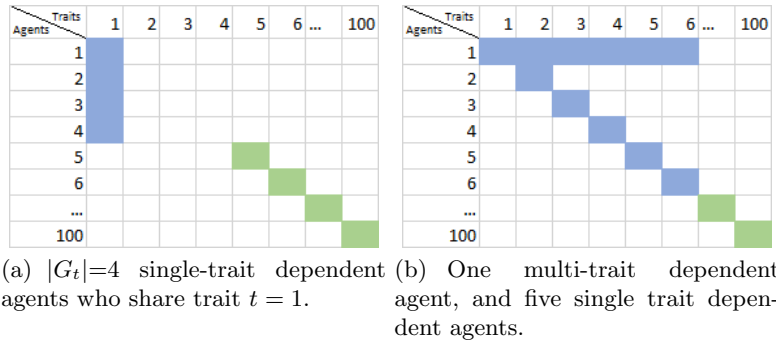 Traits
Agents 1 2 3 4 5 6 ... 100
1
2
3
4
5
6
...
100
(a) |G_t|=4 single-trait dependent agents who share trait t = 1.
Traits
Agents 1 2 3 4 5 6 ... 100
1
2
3
4
5
6
...
100
(b) One multi-trait dependent agent, and five single trait depen-
dent agents.